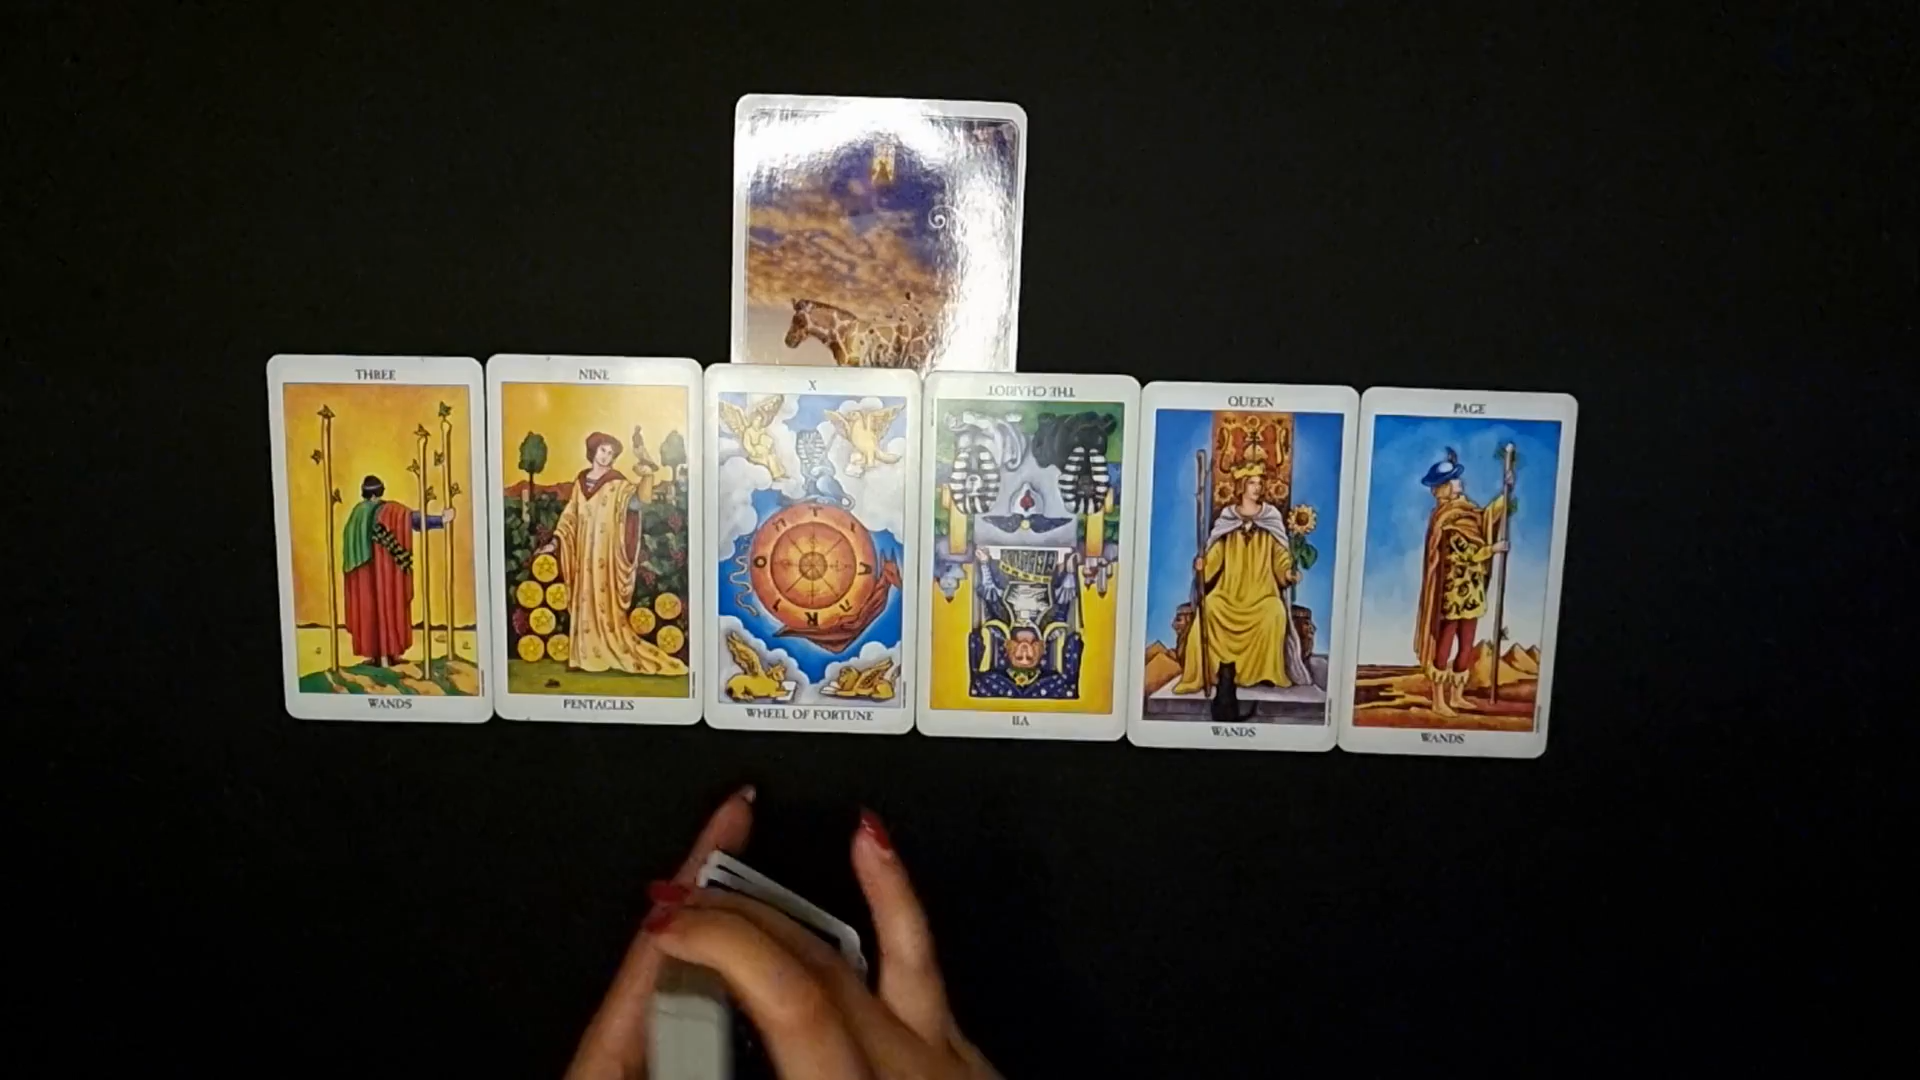 THREE
WANDS
NINE
PENTACLES
X
WHEEL OF FORTUNE
THE CHARIOT
VII
QUEEN
WANDS
PAGE
WANDS